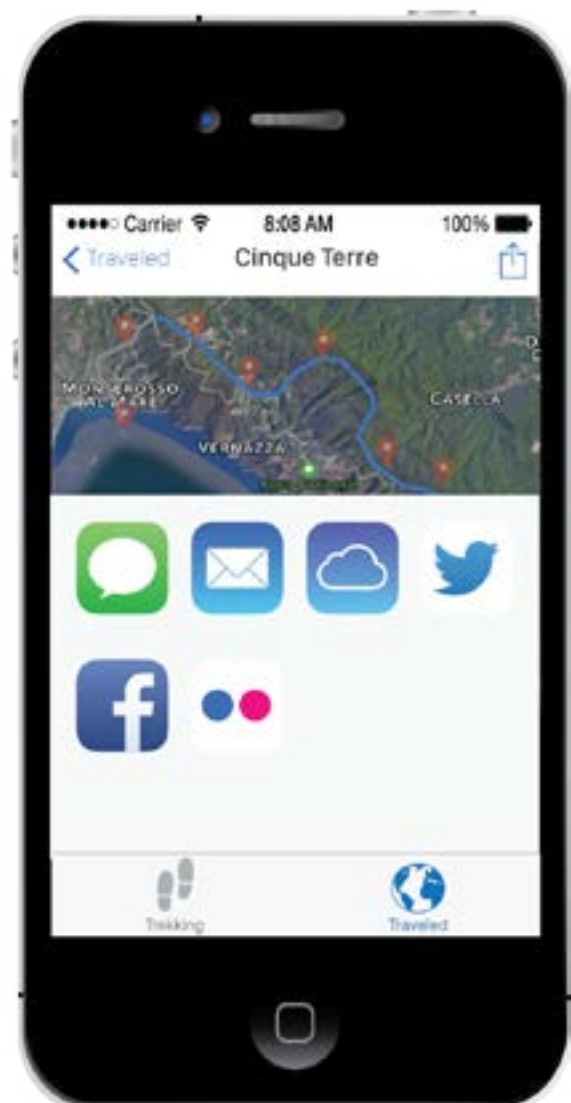 Carrier 8:08 AM 100%
Traveled Cinque Terre
MONTEROSSO
AL MARE
CASELLA
VERNAZZA
f
Trekking Traveled